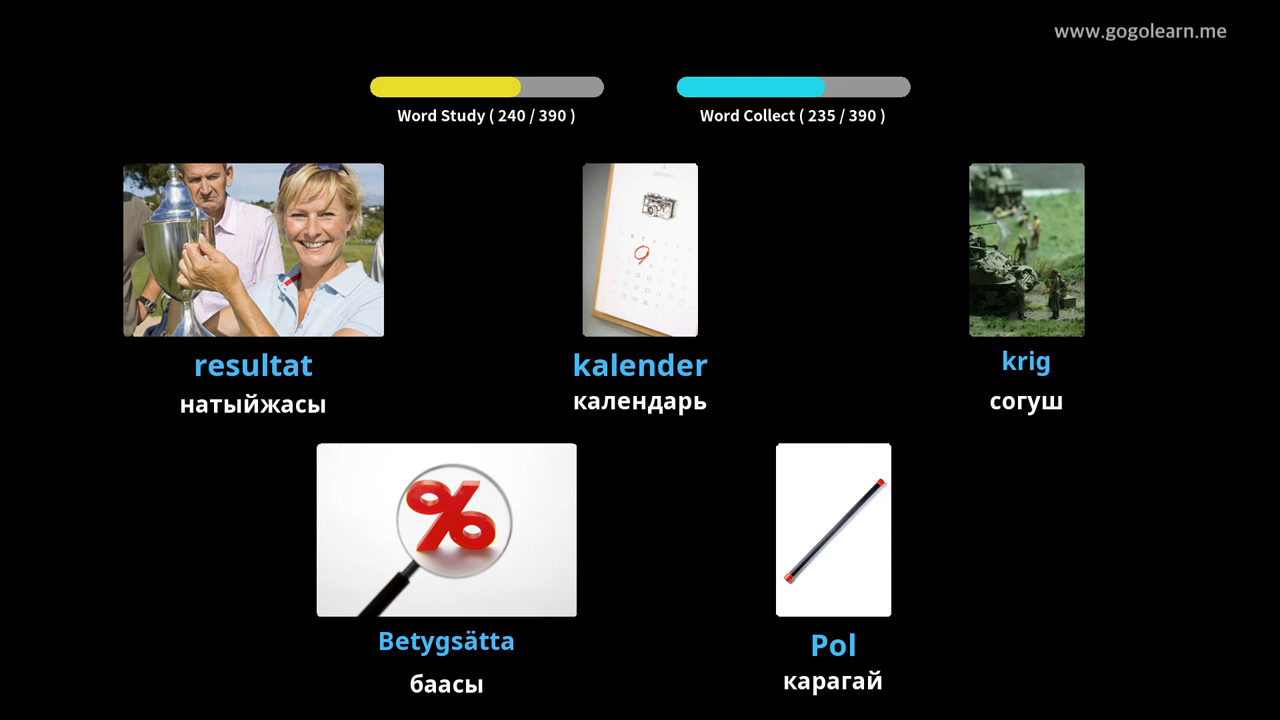 www.gogolearn.me
Word Study ( 240 / 390 )
Word Collect ( 235 / 390 )
resultat
натыйжасы
kalender
календарь
krig
согуш
Betygsätta
баасы
Pol
карагай